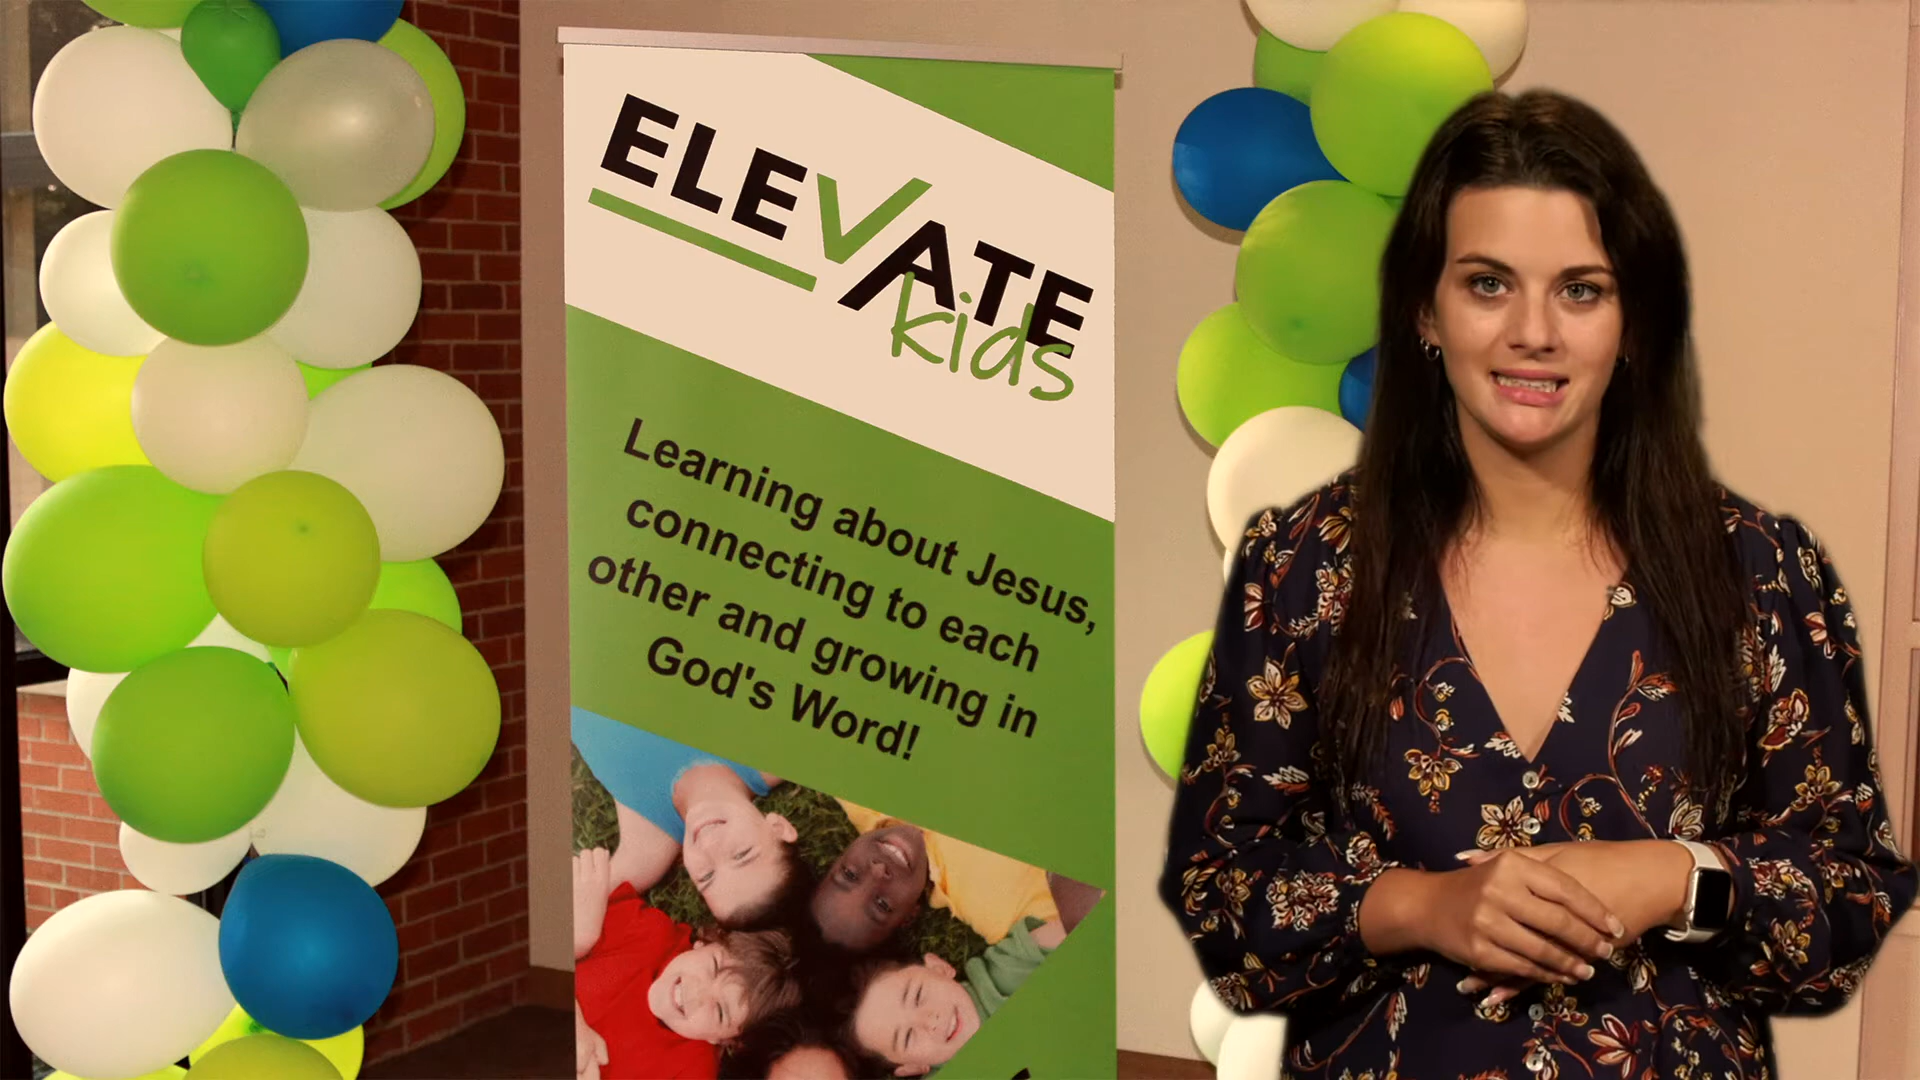 ELEVATE
kids
Learning about Jesus,
connecting to each
other and growing in
God's Word!